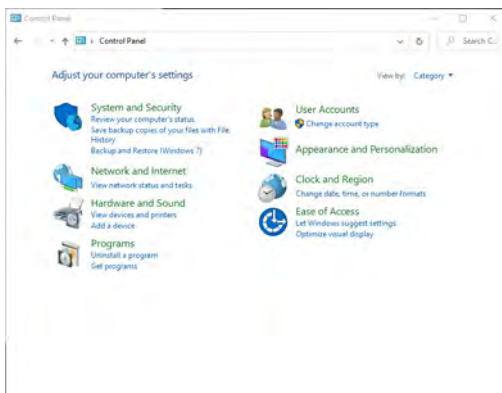 Control Panel
Control Panel
Search C...
Adjust your computer's settings
View by: Category
System and Security
Review your computer's status
Save backup copies of your files with File
History
Backup and Restore (Windows 7)
Network and Internet
View network status and tasks
Hardware and Sound
View devices and printers
Add a device
Programs
Uninstall a program
Get programs
User Accounts
Change account type
Appearance and Personalization
Clock and Region
Change date, time, or number formats
Ease of Access
Let Windows suggest settings
Optimize visual display